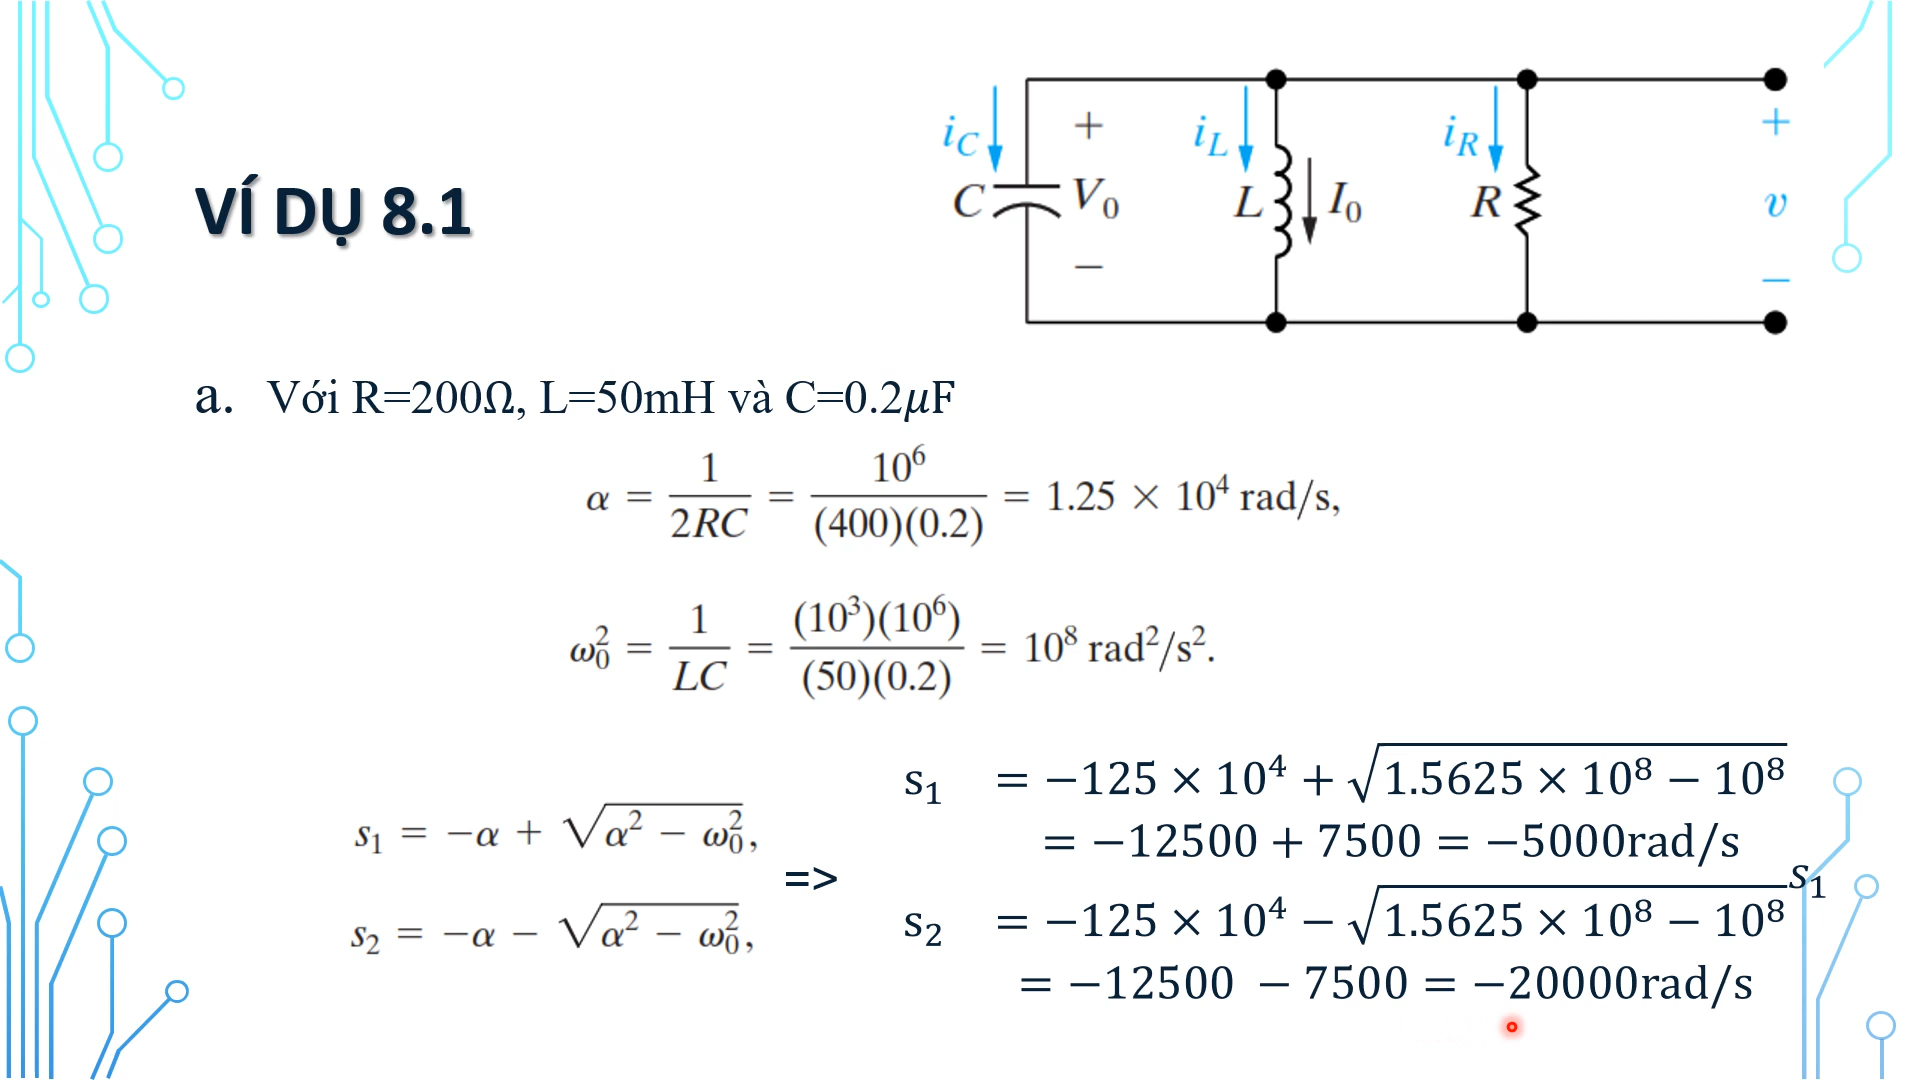 VÍ DỤ 8.1
i_C
+
C
V_0
−
i_L
L
I_0
i_R
R
+
v
−
a. Với R=200Ω, L=50mH và C=0.2μF
α = 1/(2RC) = 10^6/((400)(0.2)) = 1.25 × 10^4 rad/s,
ω_0^2 = 1/(LC) = (10^3)(10^6)/((50)(0.2)) = 10^8 rad^2/s^2.
s_1 = −α + √(α^2 − ω_0^2),
s_2 = −α − √(α^2 − ω_0^2),
=>
s_1 = −125 × 10^4 + √(1.5625 × 10^8 − 10^8)
= −12500 + 7500 = −5000rad/s
s_1
s_2 = −125 × 10^4 − √(1.5625 × 10^8 − 10^8)
= −12500 − 7500 = −20000rad/s